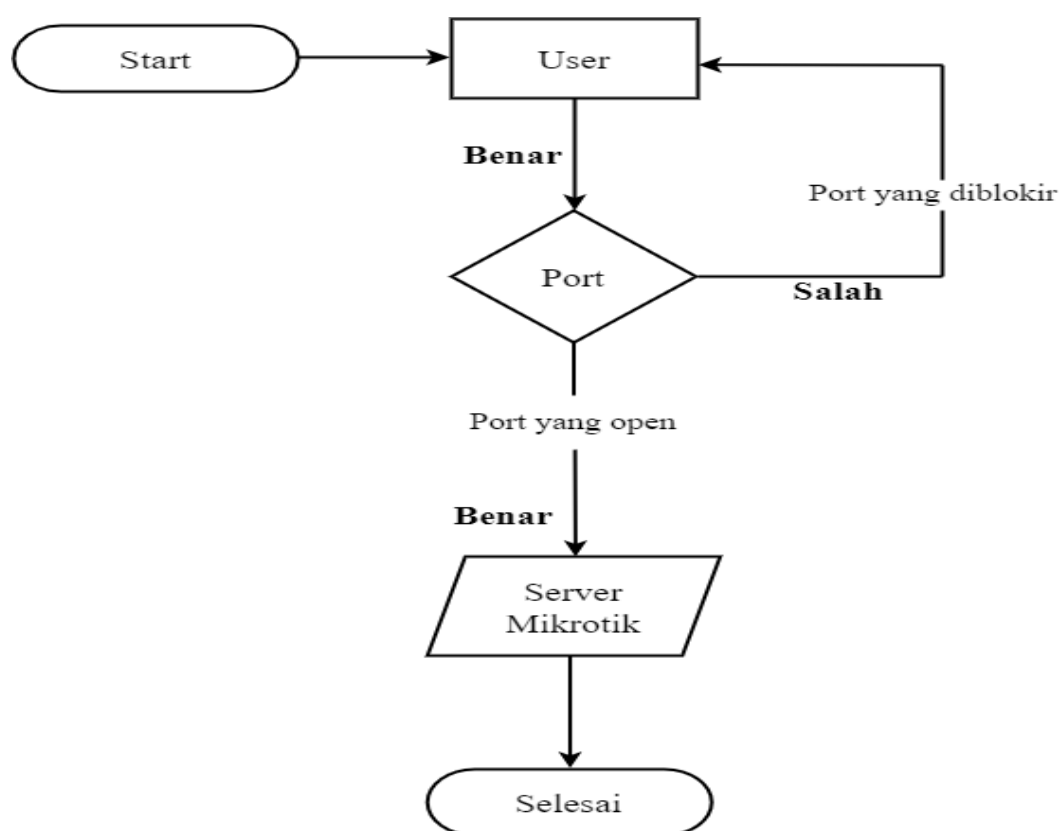 Start
User
Benar
Port yang diblokir
Port
Salah
Port yang open
Benar
Server
Mikrotik
Selesai